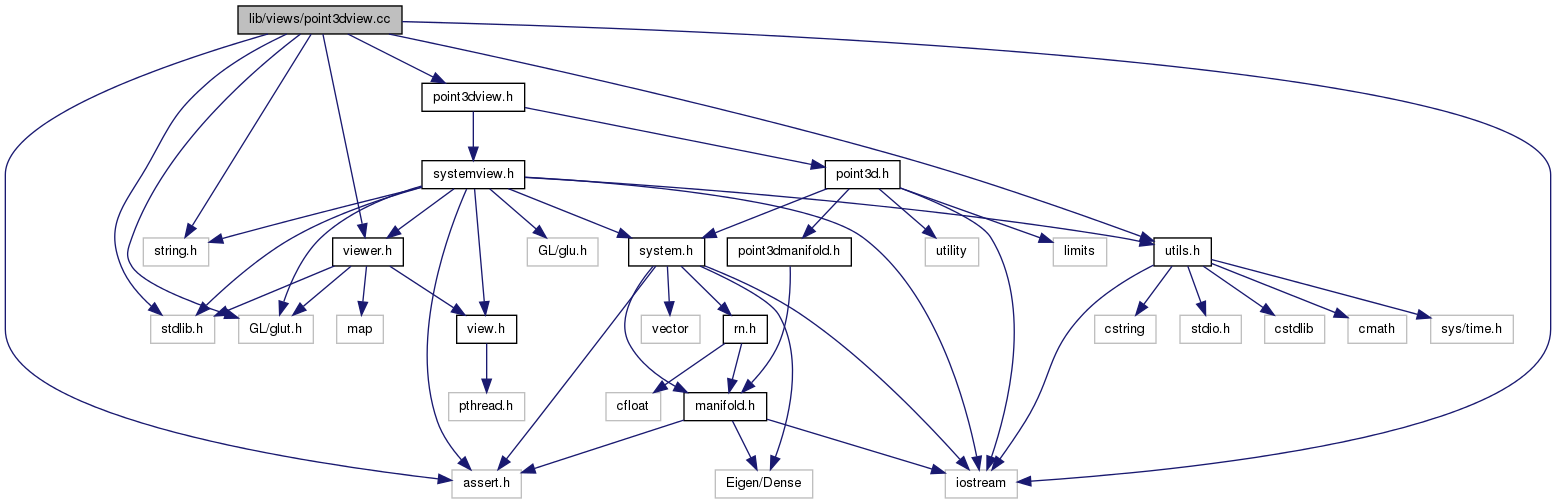 lib/views/point3dview.cc
point3dview.h
systemview.h
point3d.h
string.h
viewer.h
GL/glu.h
system.h
point3dmanifold.h
utility
limits
utils.h
stdlib.h
GL/glut.h
map
view.h
vector
rn.h
cstring
stdio.h
cstdlib
cmath
sys/time.h
pthread.h
cfloat
manifold.h
assert.h
Eigen/Dense
iostream